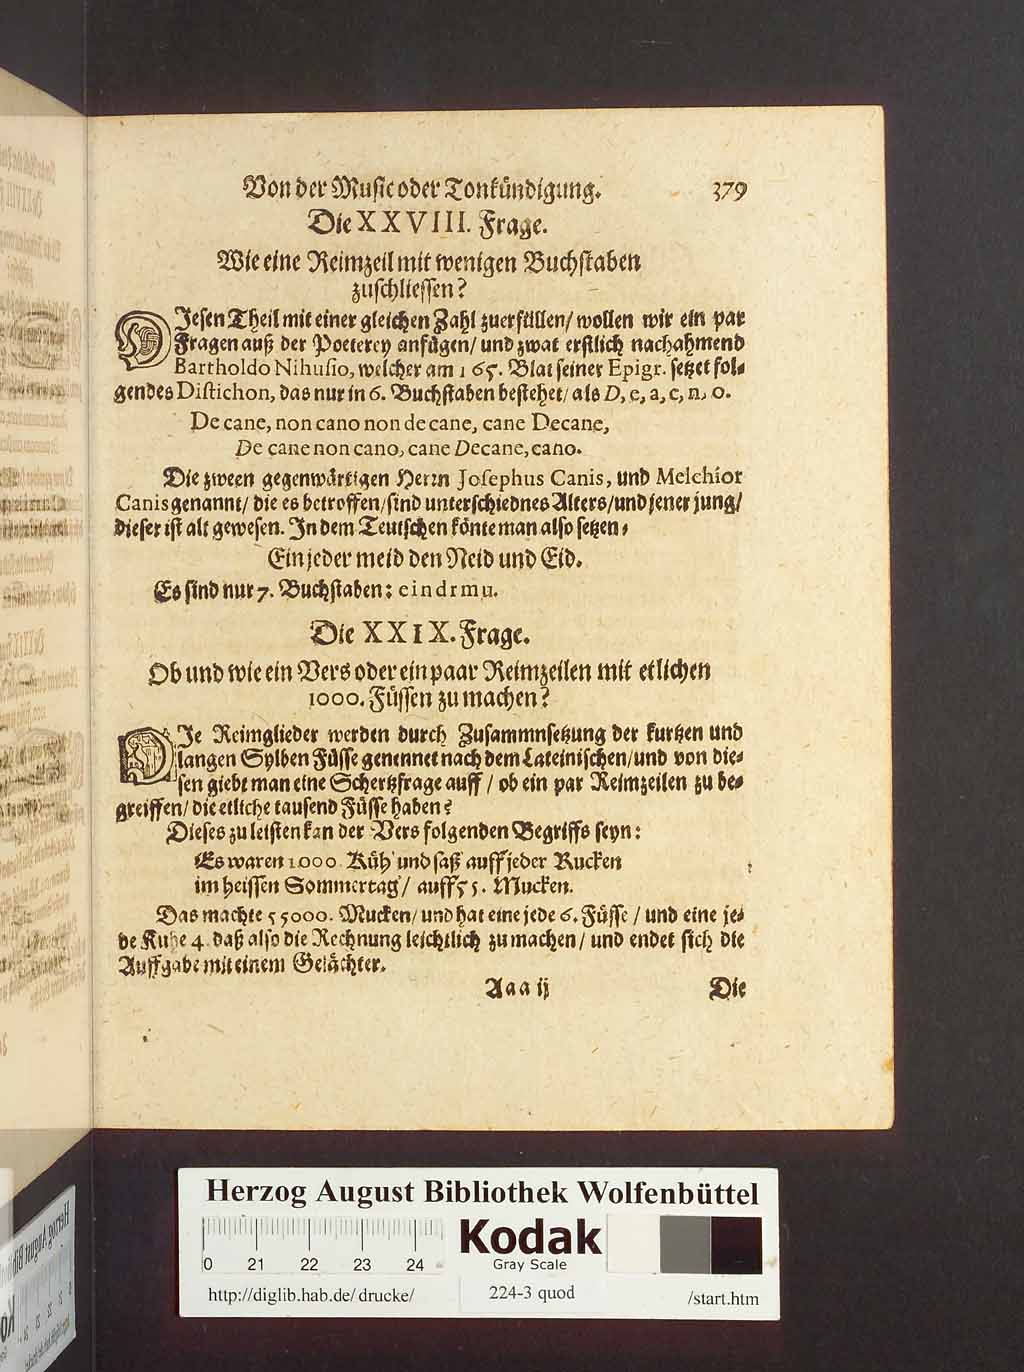 Von der Music oder Tonkündigung. 379
Die XXVIII. Frage.
Wie eine Reimzeil mit wenigen Buchstaben
zuschliessen?
DJesen Theil mit einer gleichen Zahl zuerfüllen/ wollen wir ein par
Fragen auß der Poeterey anfügen/ und zwat erstlich nachahmend
Bartholdo Nihusio, welcher am 165. Blat seiner Epigr. setzet fol-
gendes Distichon, das nur in 6. Buchstaben bestehet/ als D, e, a, c, n, o.
De cane, non cano non de cane, cane Decane,
De cane non cano, cane Decane, cano.
Die zween gegenwärtigen Herrn Josephus Canis, und Melchior
Canis genannt/ die es betroffen/ sind unterschiednes Alters/ und jener jung/
dieser ist alt gewesen. Jn dem Teutschen könte man also setzen,
Ein jeder meid den Neid und Eid.
Es sind nur 7. Buchstaben: eindrmu.
Die XXIX. Frage.
Ob und wie ein Vers oder ein paar Reimzeilen mit etlichen
1000. Füssen zu machen?
DJe Reimglieder werden durch Zusammnsetzung der kurtzen und
langen Sylben Füsse genennet nach dem Lateinischen/ und von die-
sen giebt man eine Schertzfrage auff / ob ein par Reimzeilen zu be-
greiffen/ die etliche tausend Füsse haben?
Dieses zu leisten kan der Vers folgenden Begriffs seyn:
Es waren 1000. Küh' und saß auff jeder Rucken
im heissen Sommertag'/ auff 55. Mucken.
Das machte 55000. Mucken/ und hat eine jede 6. Füsse / und eine je-
de Kuhe 4. daß also die Rechnung leichtlich zu machen/ und endet sich die
Auffgabe mit einem Gelächter.
Aaa ij Die
Herzog August Bibliothek Wolfenbüttel
Kodak
Gray Scale
0 21 22 23 24
http://diglib.hab.de/drucke/ 224-3 quod /start.htm